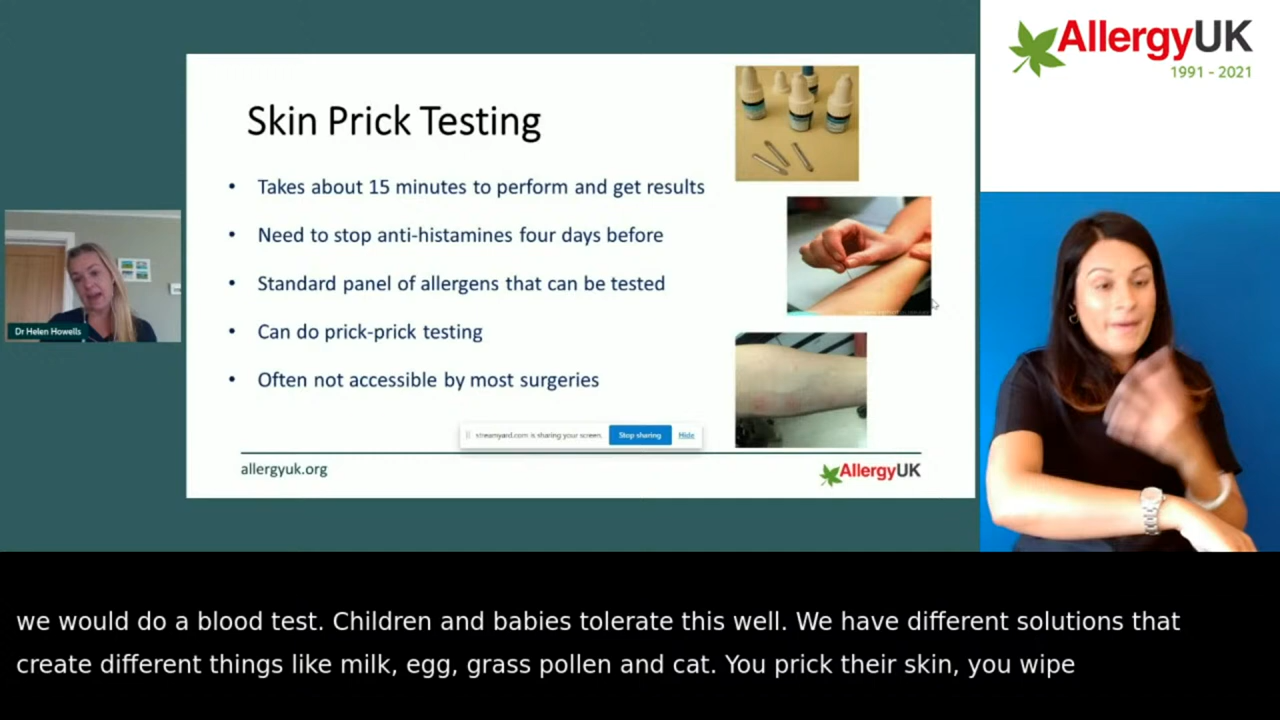 AllergyUK
1991 - 2021
Skin Prick Testing
• Takes about 15 minutes to perform and get results
• Need to stop anti-histamines four days before
• Standard panel of allergens that can be tested
• Can do prick-prick testing
• Often not accessible by most surgeries
Dr Helen Howells
streamyard.com is sharing your screen. Stop sharing Hide
allergyuk.org
AllergyUK
we would do a blood test. Children and babies tolerate this well. We have different solutions that
create different things like milk, egg, grass pollen and cat. You prick their skin, you wipe